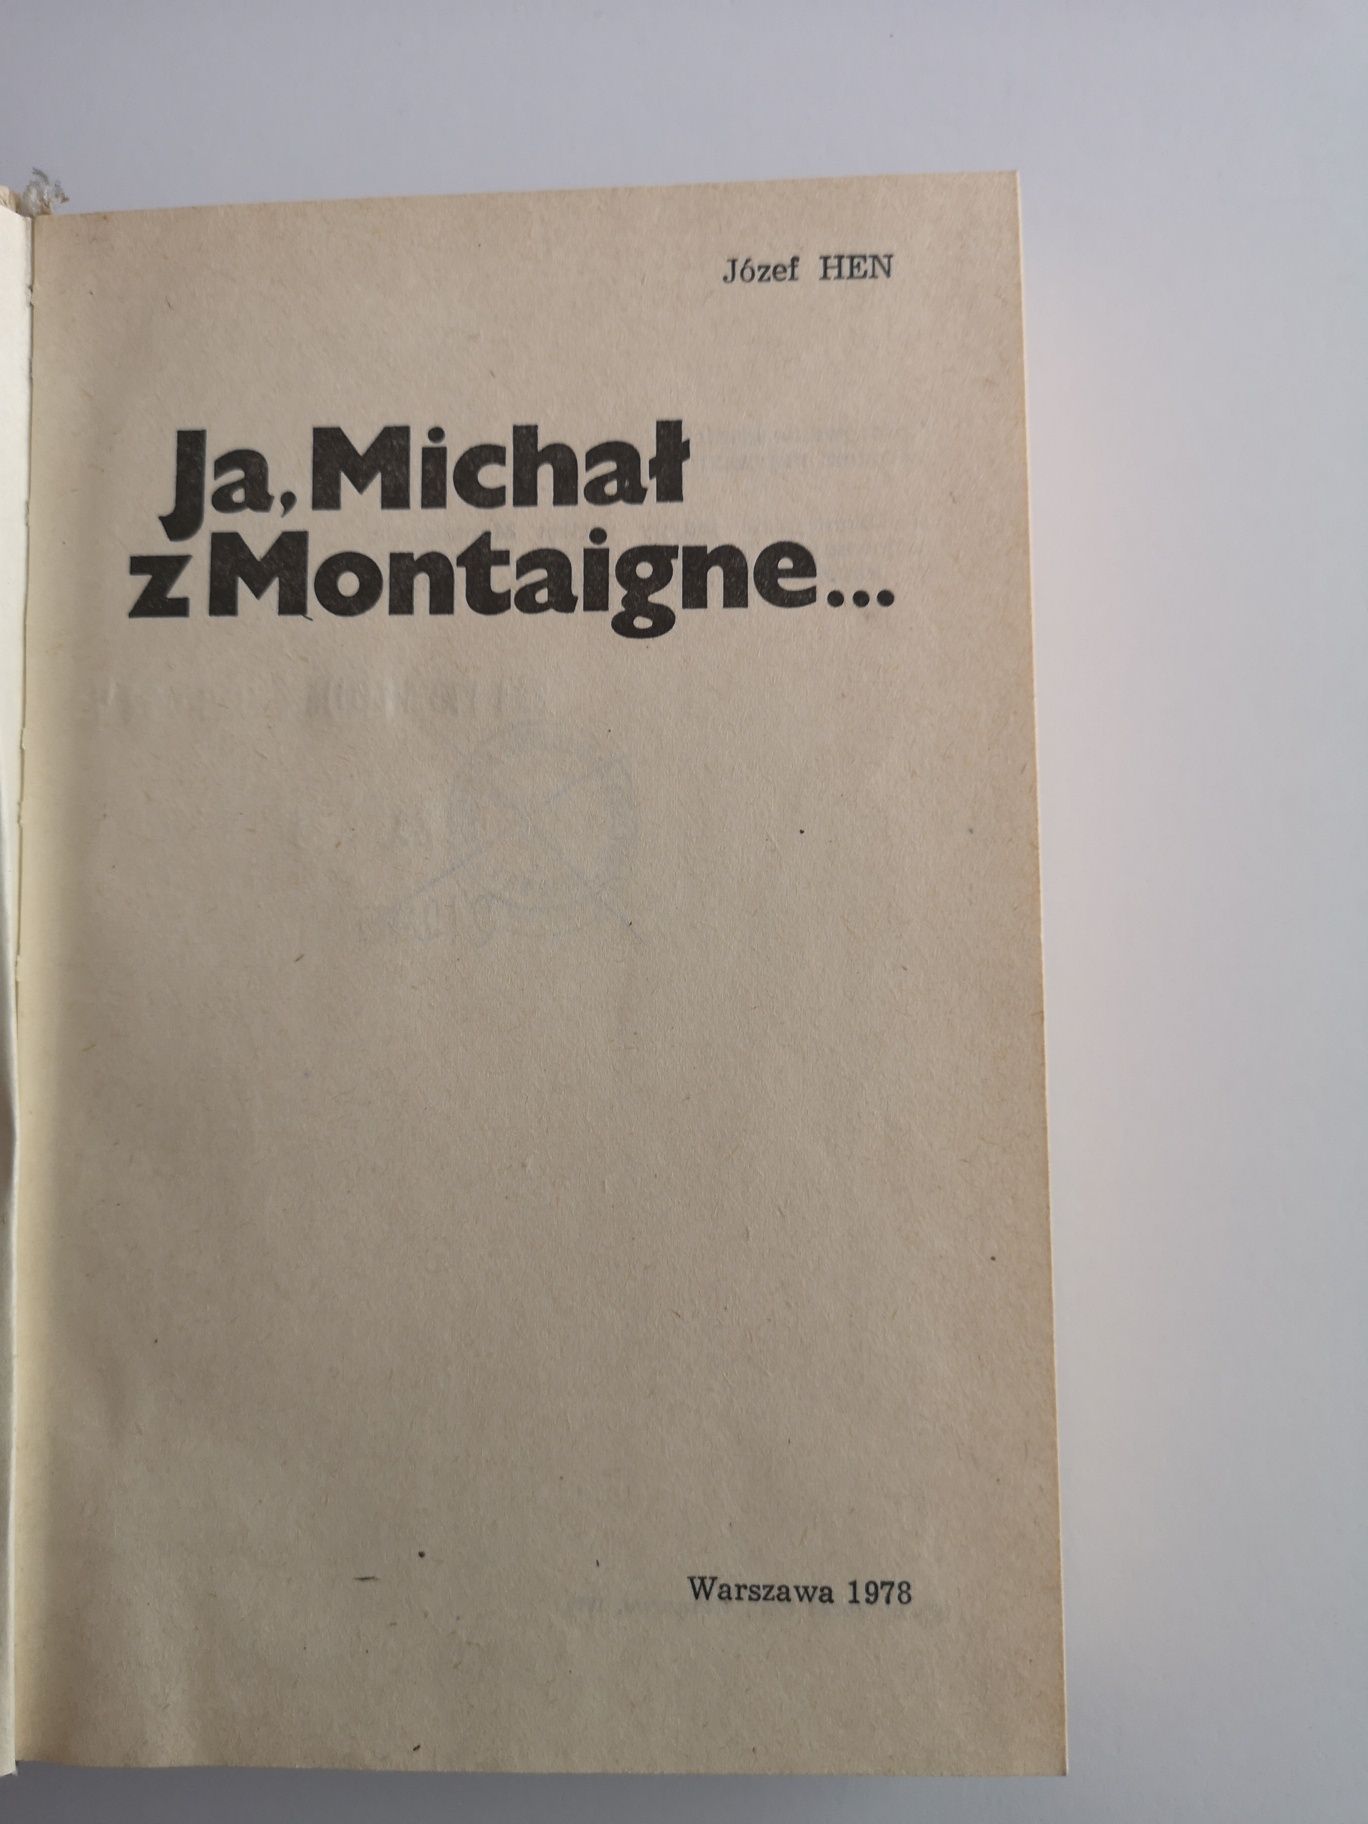 Józef HEN
Ja, Michał
z Montaigne...
Warszawa 1978